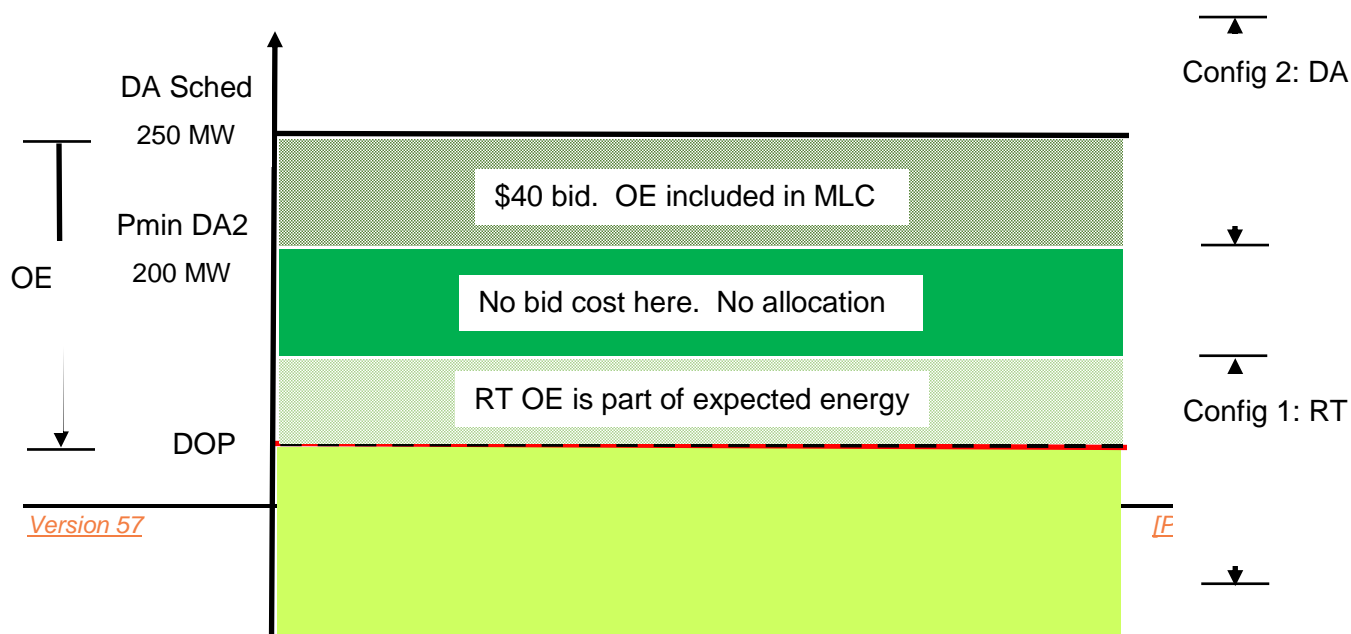 Config 2: DA
DA Sched
250 MW
$40 bid.  OE included in MLC
Pmin DA2
200 MW
OE
No bid cost here.  No allocation
RT OE is part of expected energy
Config 1: RT
DOP
Version 57
[P